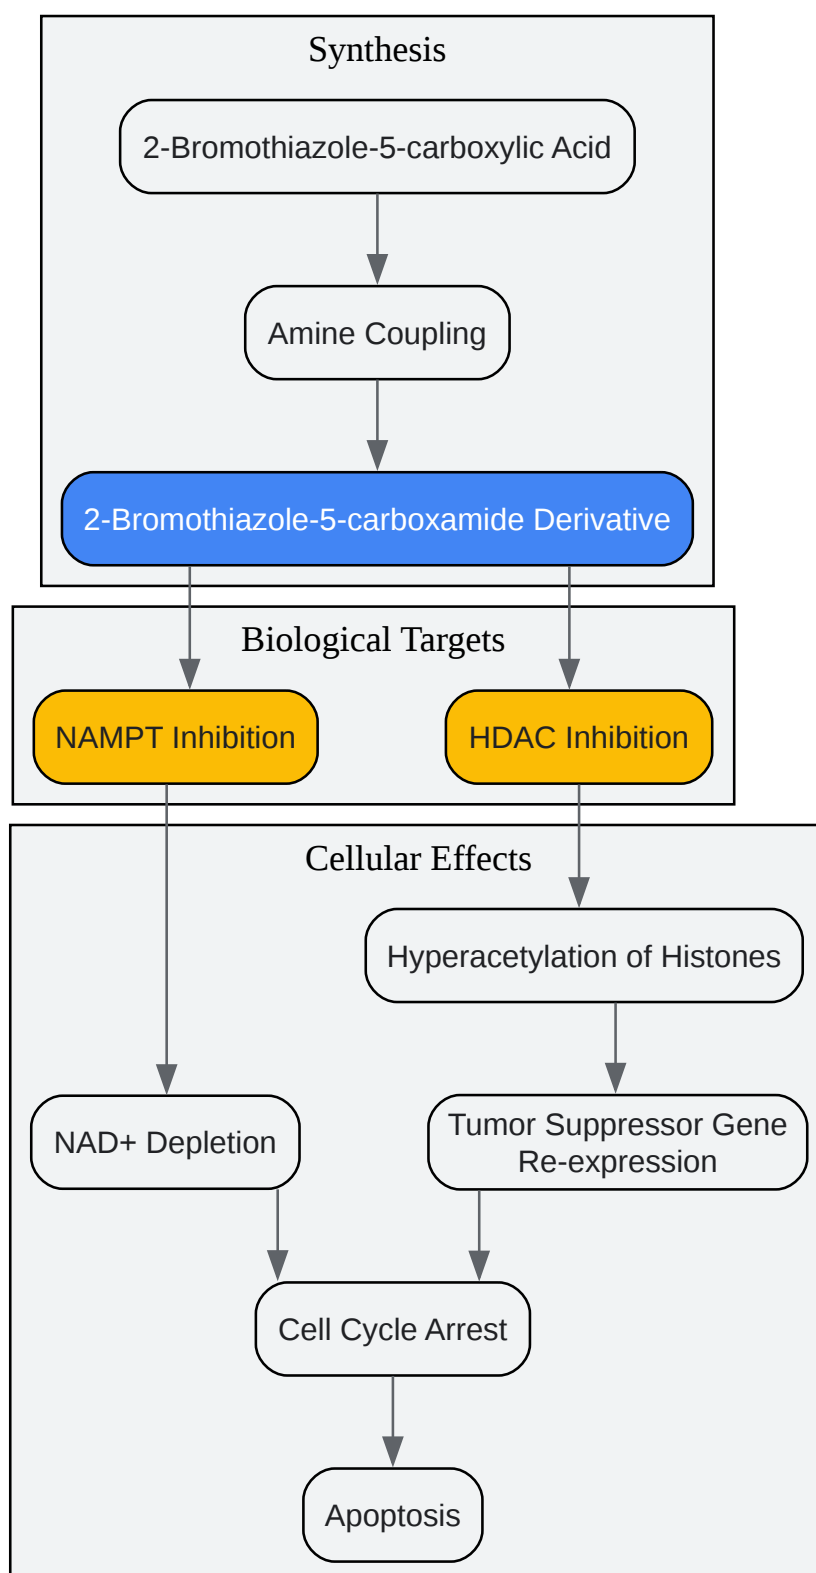 Synthesis
2-Bromothiazole-5-carboxylic Acid
Amine Coupling
2-Bromothiazole-5-carboxamide Derivative
Biological Targets
NAMPT Inhibition
HDAC Inhibition
Cellular Effects
Hyperacetylation of Histones
NAD+ Depletion
Tumor Suppressor Gene
Re-expression
Cell Cycle Arrest
Apoptosis